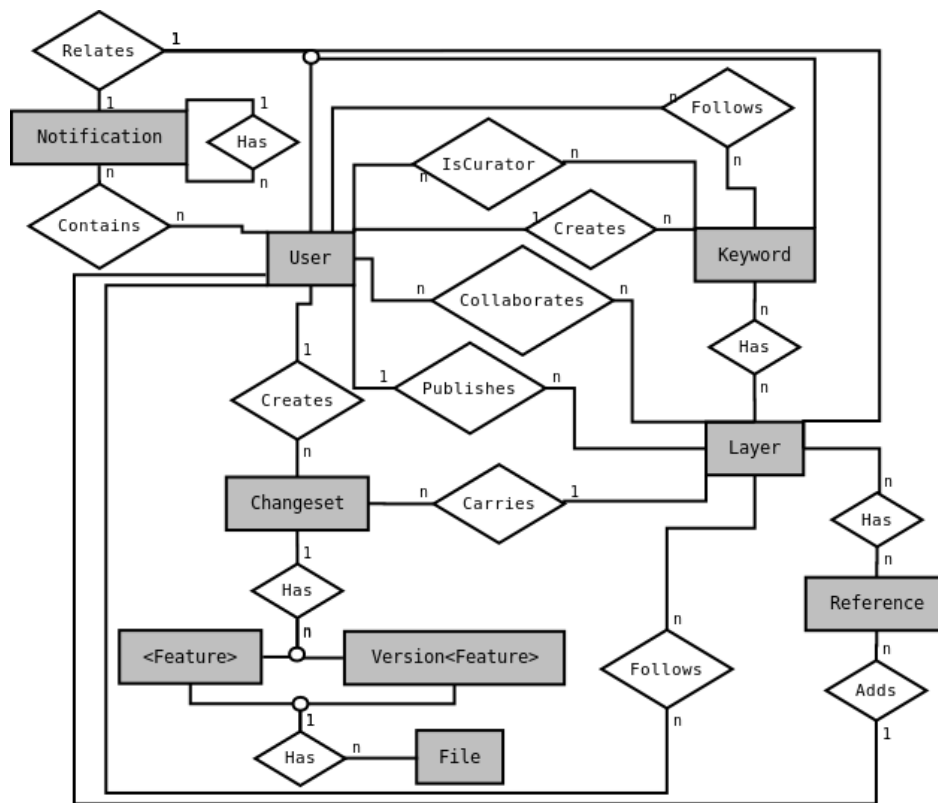 Relates
1
1
Notification
1
Has
n
n
Contains
n
n
Follows
n
n
IsCurator
n
1
Creates
n
User
Keyword
n
Collaborates
n
n
Has
n
1
Publishes
n
1
Creates
n
Layer
Changeset
n
Carries
1
n
Has
n
1
Has
n
Reference
<Feature>
Version<Feature>
n
Follows
n
n
Adds
1
1
Has
n
File